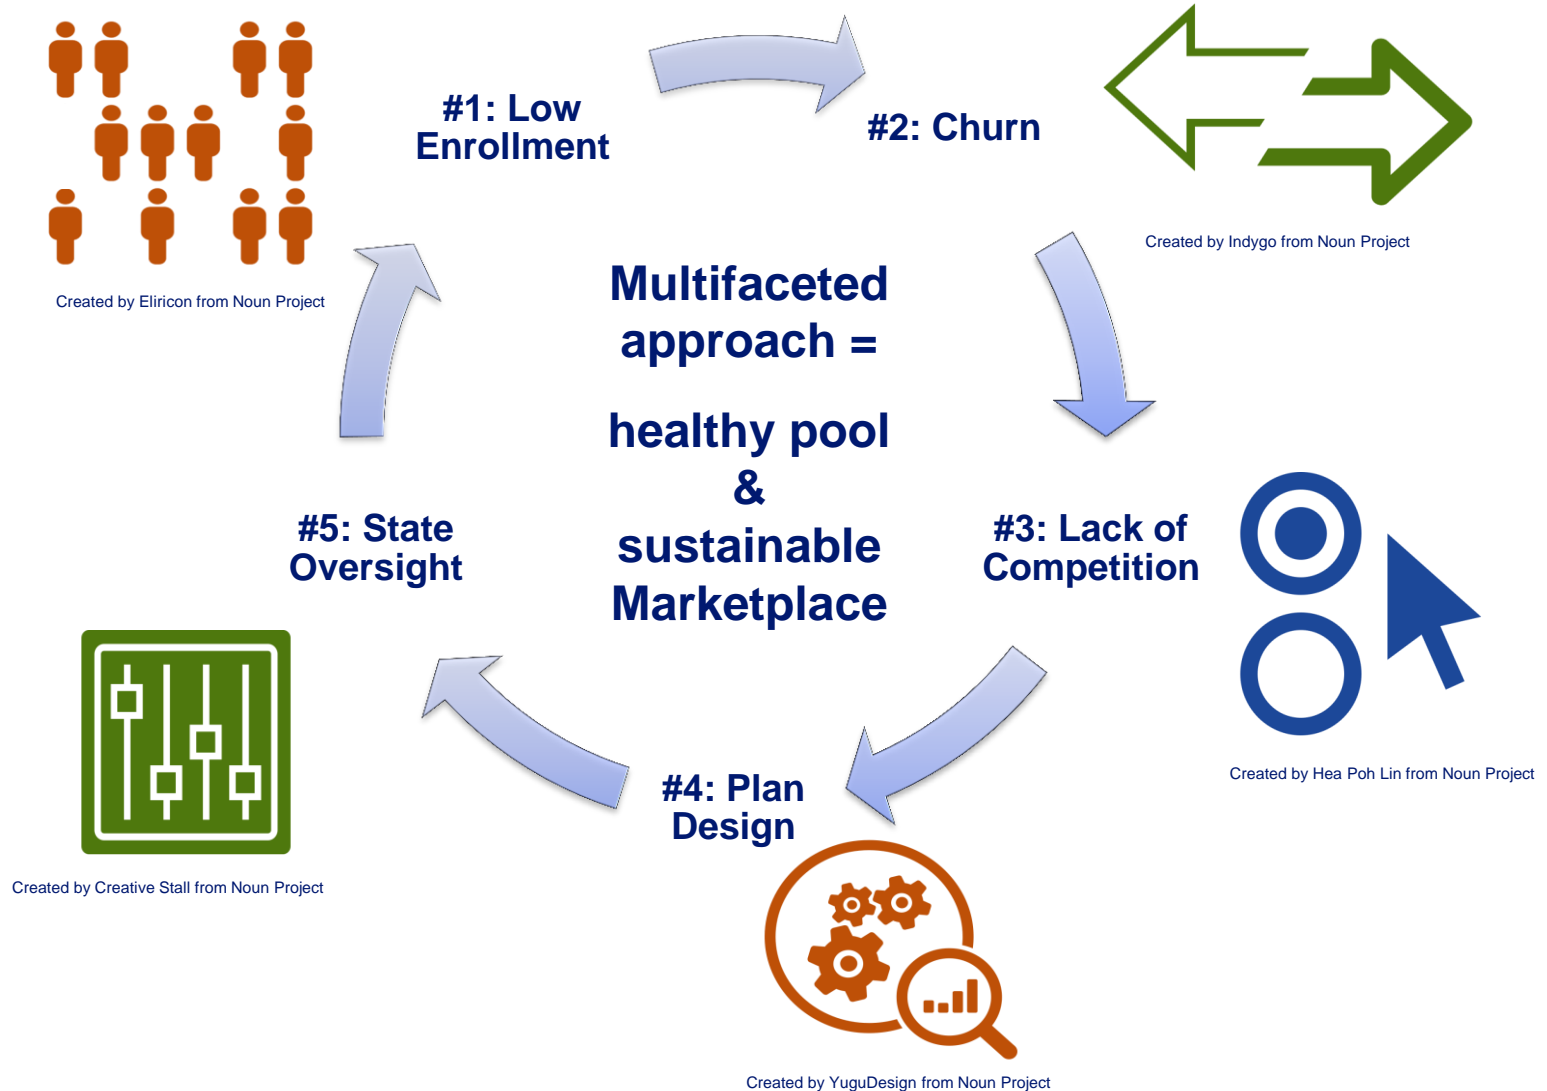 #1: Low
Enrollment
#2: Churn
Created by Indygo from Noun Project
Created by Eliricon from Noun Project
Multifaceted
approach =
healthy pool
&
sustainable
Marketplace
#5: State
Oversight
#3: Lack of
Competition
Created by Hea Poh Lin from Noun Project
#4: Plan
Design
Created by Creative Stall from Noun Project
Created by YuguDesign from Noun Project